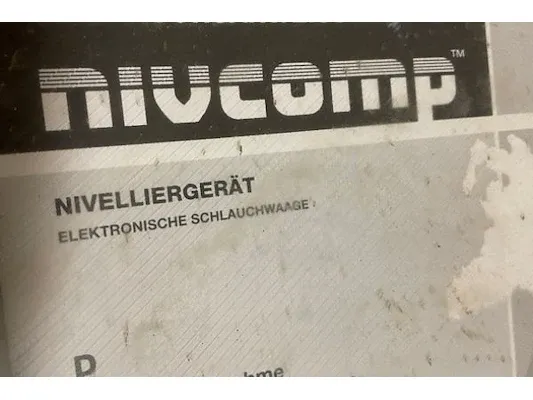 nivcomp™
NIVELLIERGERÄT
ELEKTRONISCHE SCHLAUCHWAAGE
D